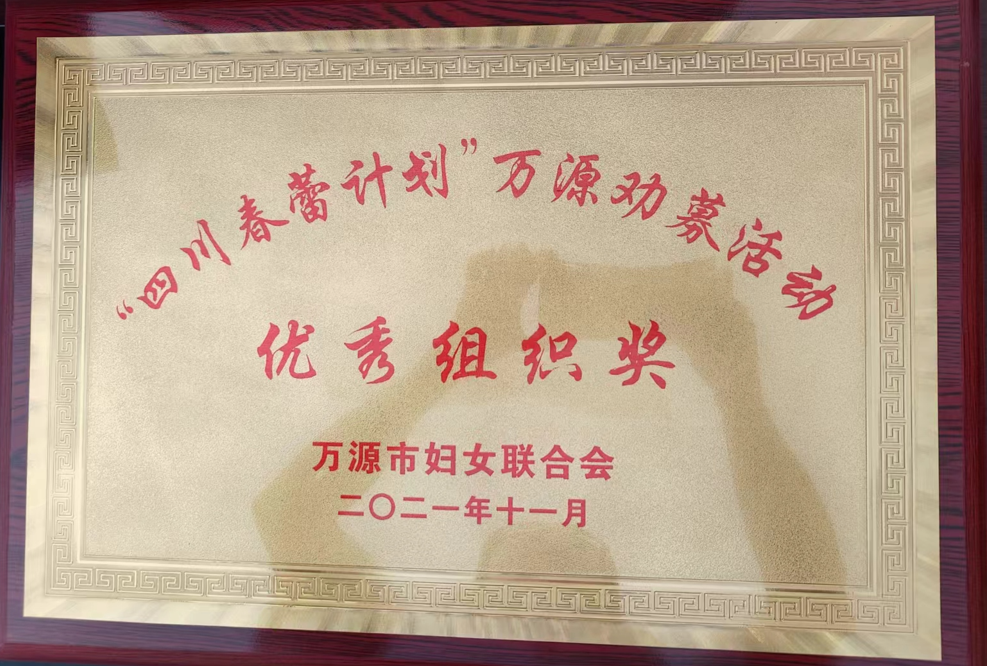 “四川春蕾计划”万源劝募活动
优秀组织奖
万源市妇女联合会
二〇二一年十一月